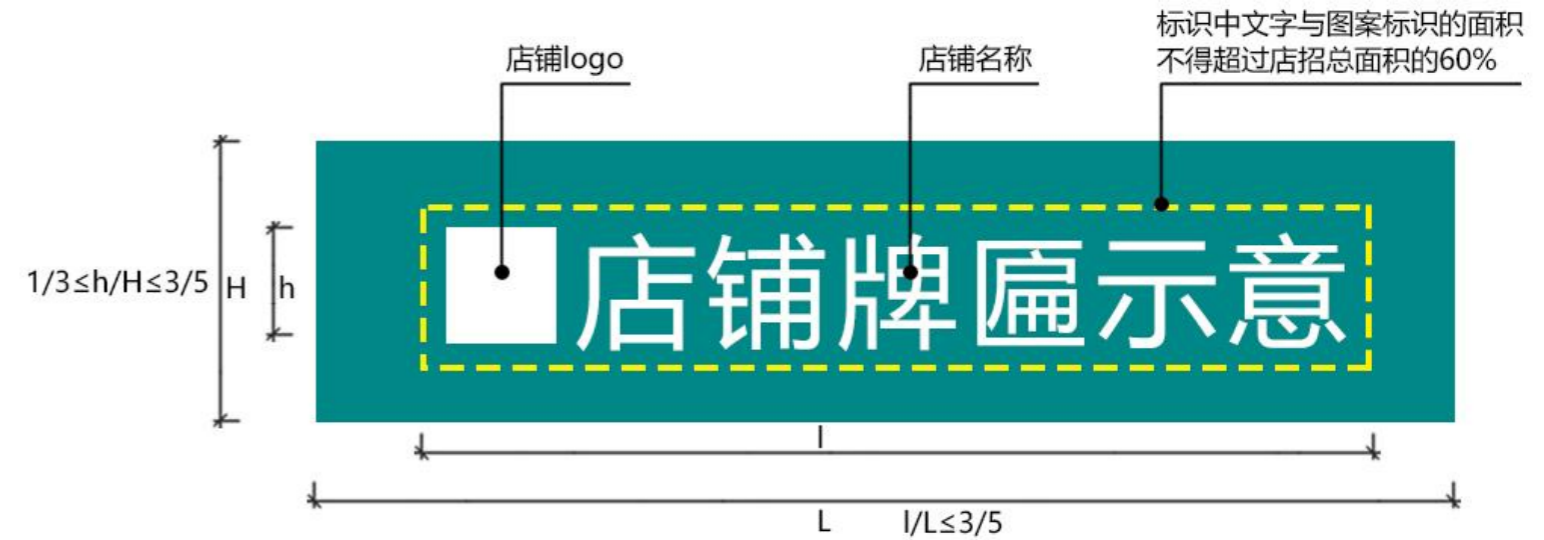 标识中文字与图案标识的面积
不得超过店招总面积的60%
店铺logo
店铺名称
店铺牌匾示意
1/3≤h/H≤3/5
H
h
l
L
l/L≤3/5